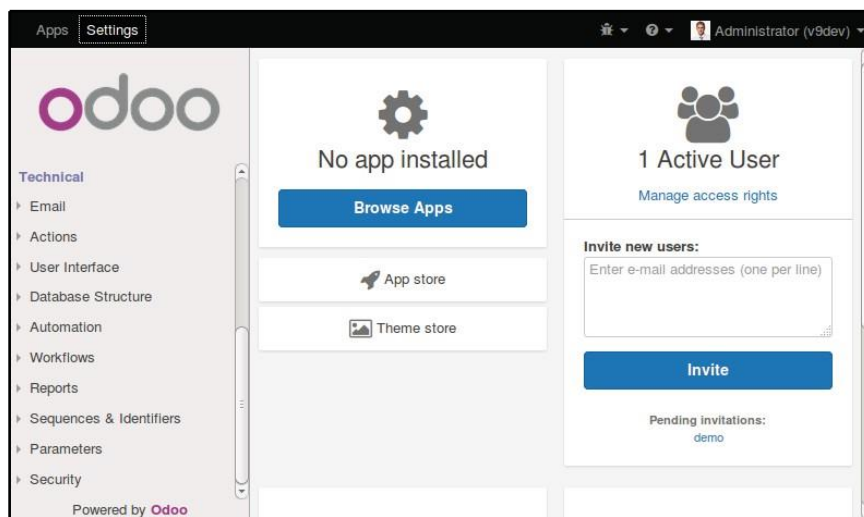 Apps Settings
Administrator (v9dev)
odoo
Technical
Email
Actions
User Interface
Database Structure
Automation
Workflows
Reports
Sequences & Identifiers
Parameters
Security
Powered by Odoo
No app installed
Browse Apps
App store
Theme store
1 Active User
Manage access rights
Invite new users:
Enter e-mail addresses (one per line)
Invite
Pending invitations:
demo